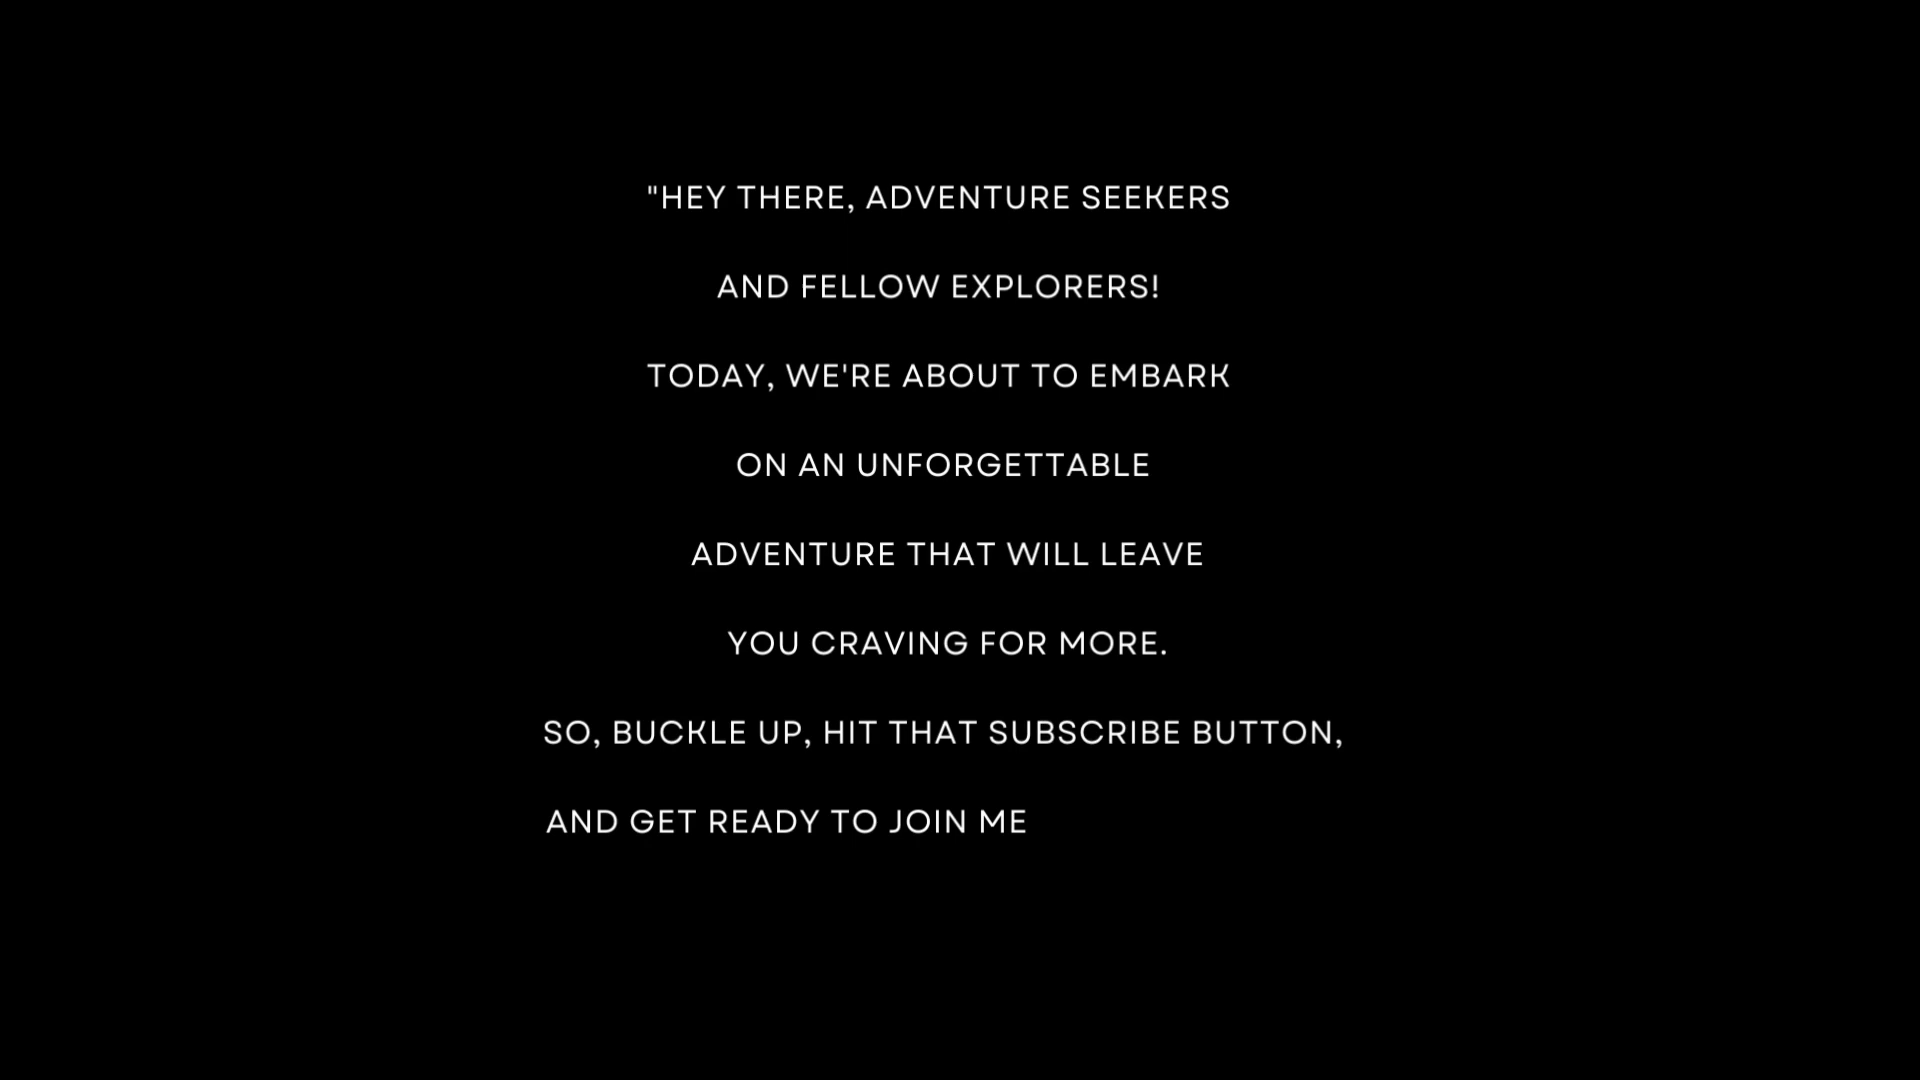 "HEY THERE, ADVENTURE SEEKERS
AND FELLOW EXPLORERS!
TODAY, WE'RE ABOUT TO EMBARK
ON AN UNFORGETTABLE
ADVENTURE THAT WILL LEAVE
YOU CRAVING FOR MORE.
SO, BUCKLE UP, HIT THAT SUBSCRIBE BUTTON,
AND GET READY TO JOIN ME